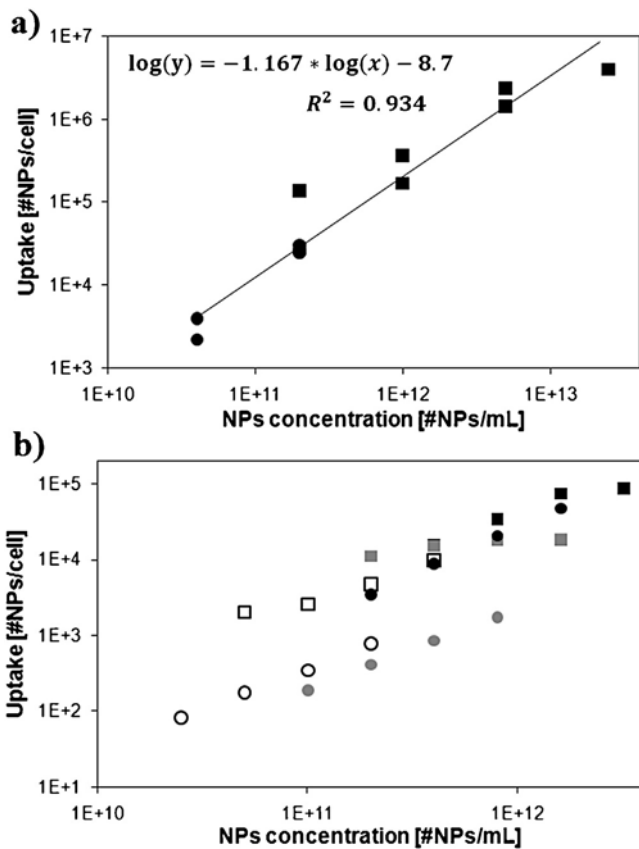 a)
1E+7
log(y) = −1.167 * log(x) − 8.7
R² = 0.934
1E+6
1E+5
1E+4
1E+3
Uptake [#NPs/cell]
1E+10 1E+11 1E+12 1E+13
NPs concentration [#NPs/mL]
b)
1E+5
1E+4
1E+3
1E+2
1E+1
Uptake [#NPs/cell]
1E+10 1E+11 1E+12
NPs concentration [#NPs/mL]